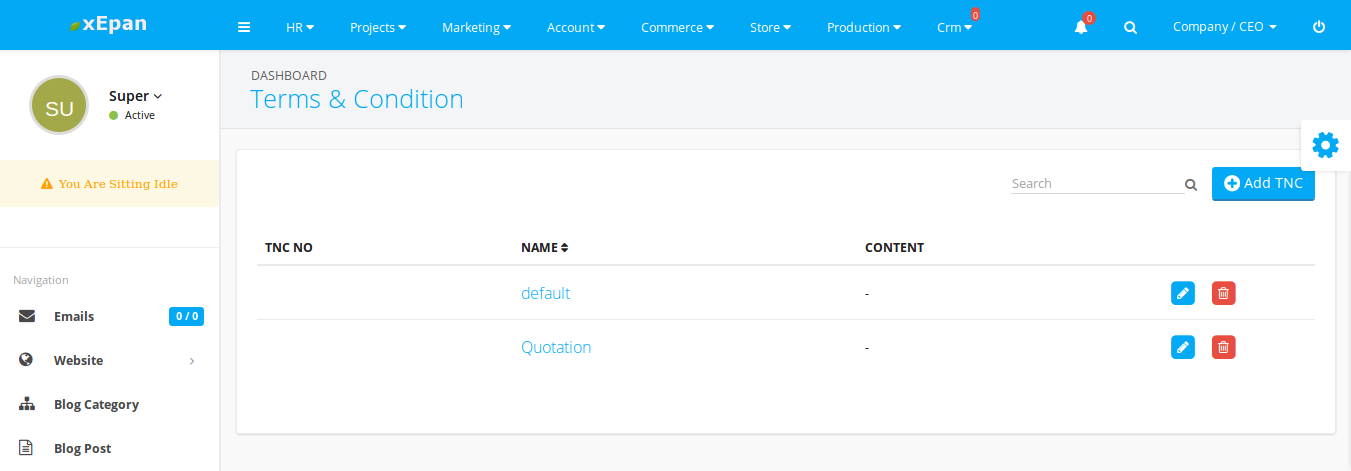 xEpan
HR
Projects
Marketing
Account
Commerce
Store
Production
Crm
0
0
Company / CEO
SU
Super
Active
You Are Sitting Idle
Navigation
Emails
0 / 0
Website
Blog Category
Blog Post
DASHBOARD
Terms & Condition
Search
Add TNC
TNC NO
NAME
CONTENT
default
-
Quotation
-